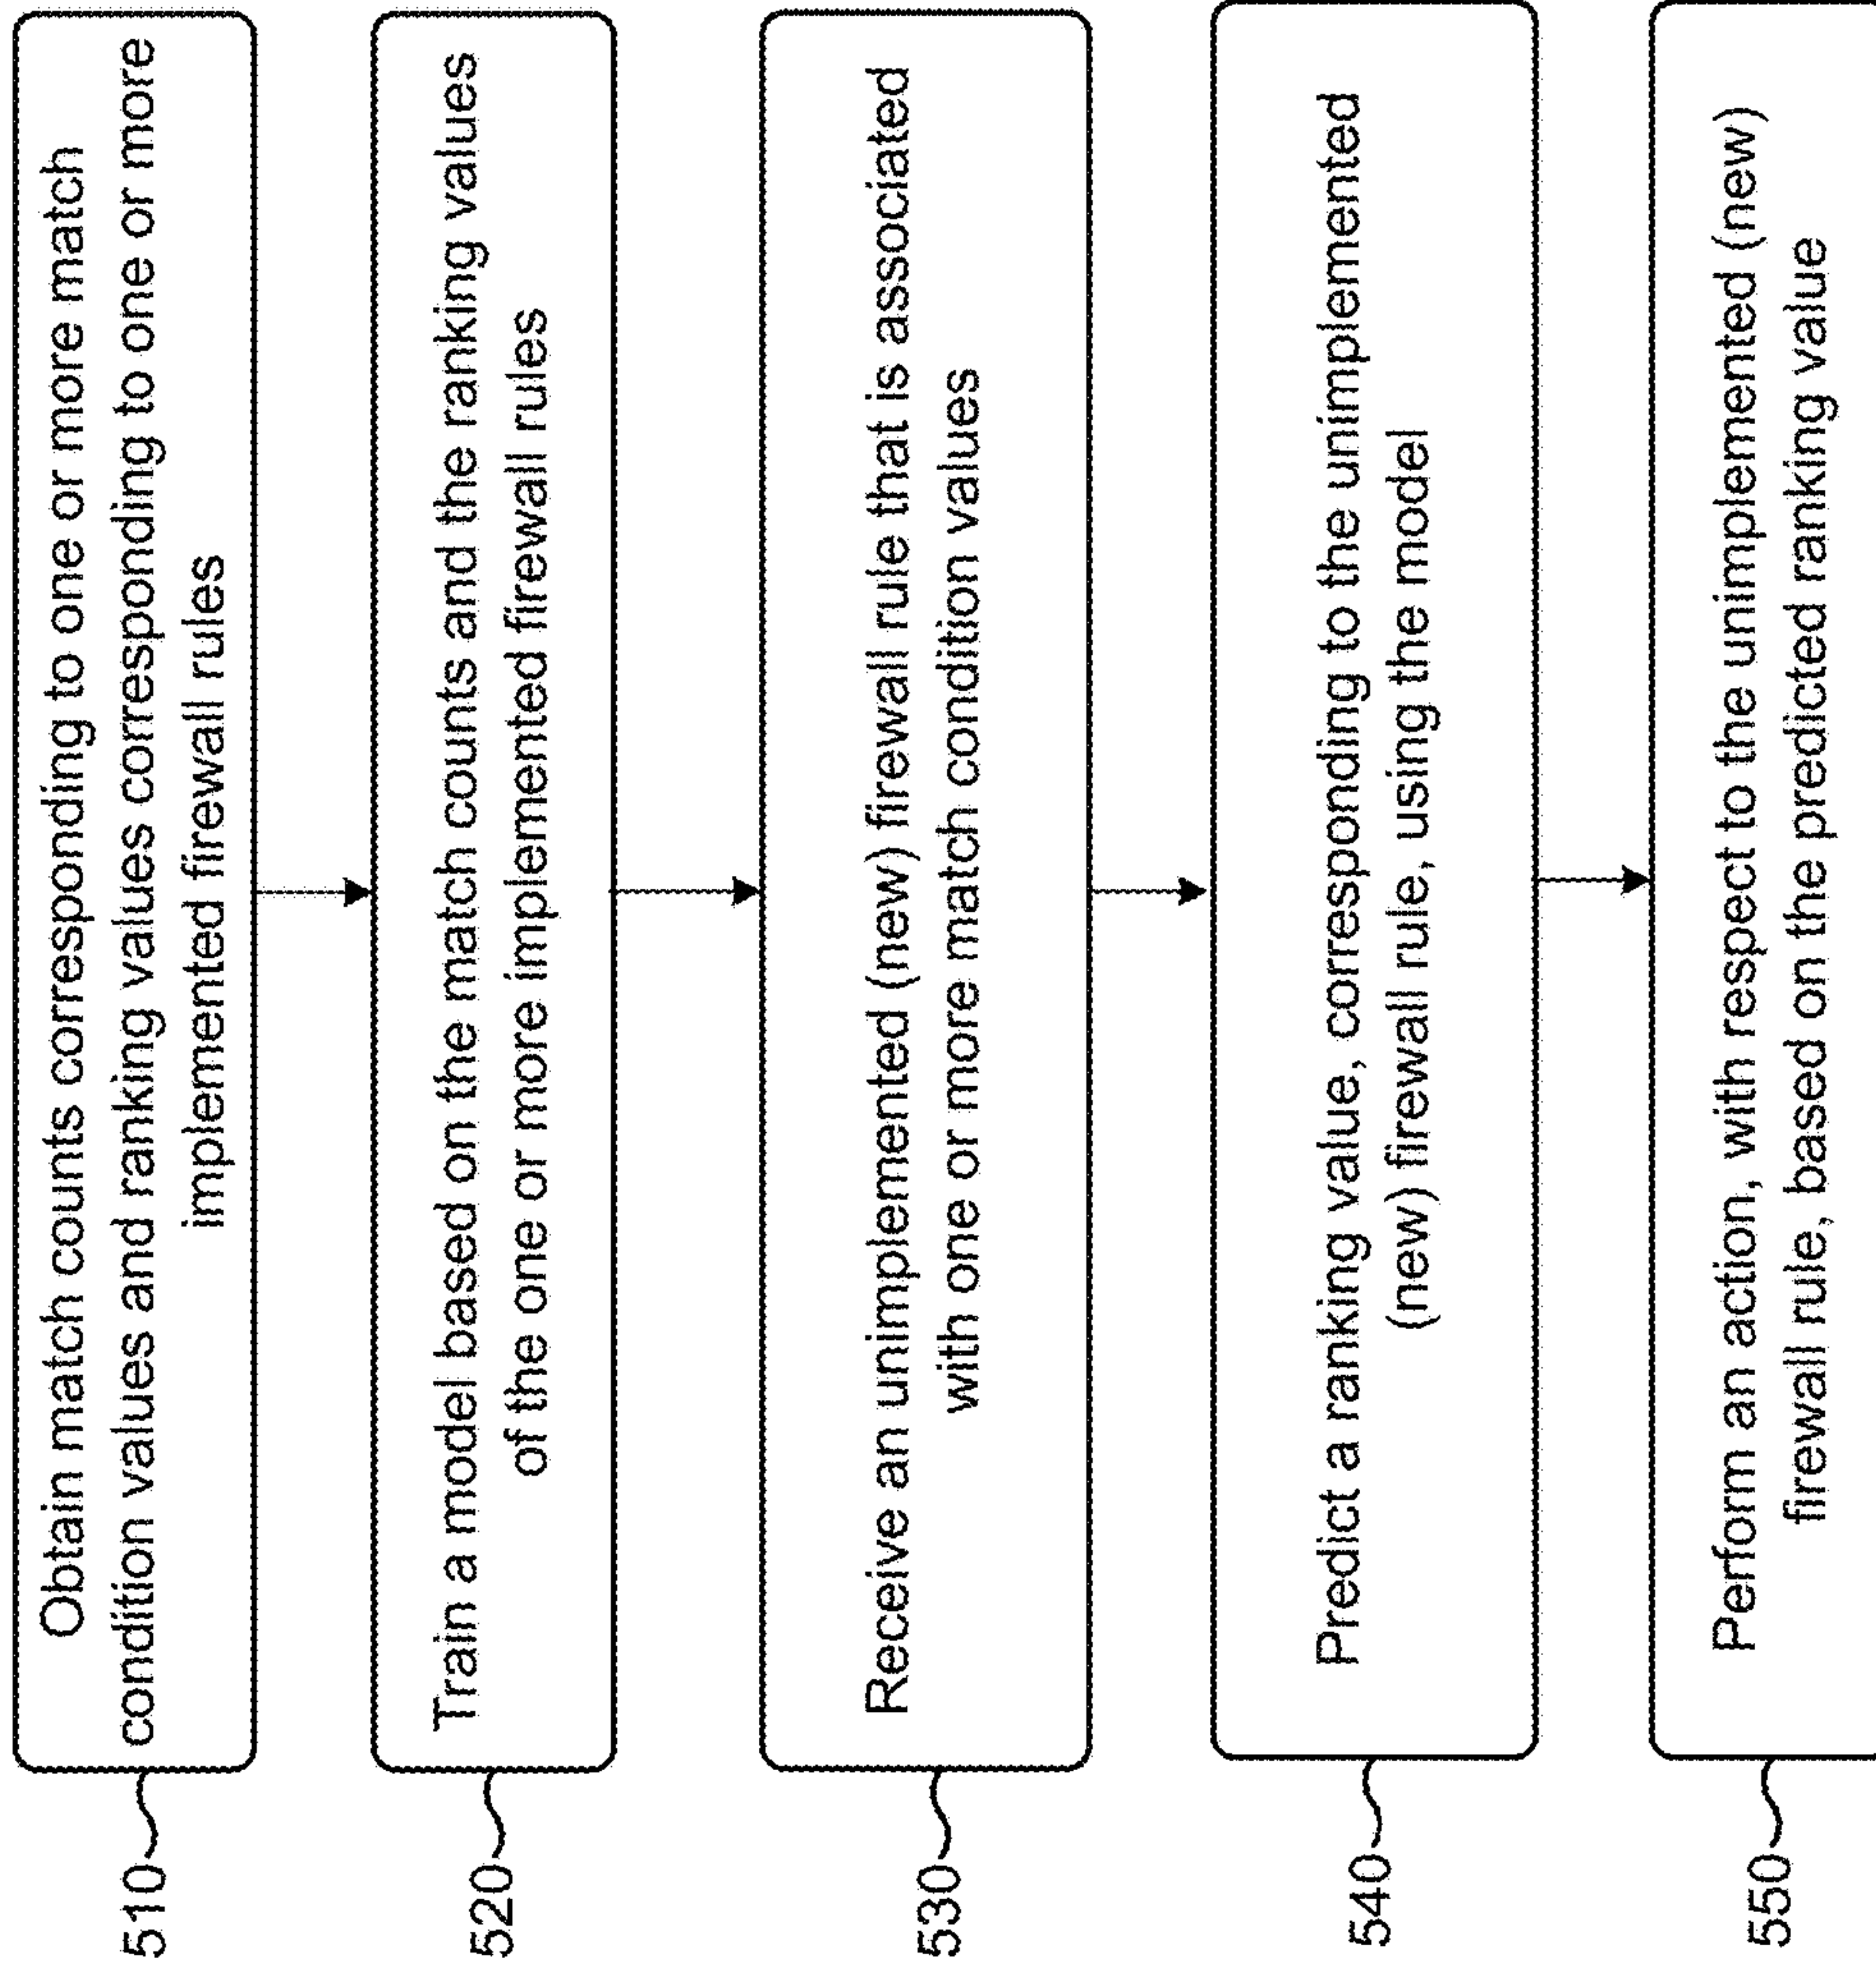 510
Obtain match counts corresponding to one or more match
condition values and ranking values corresponding to one or more
implemented firewall rules
520
Train a model based on the match counts and the ranking values
of the one or more implemented firewall rules
530
Receive an unimplemented (new) firewall rule that is associated
with one or more match condition values
540
Predict a ranking value, corresponding to the unimplemented
(new) firewall rule, using the model
550
Perform an action, with respect to the unimplemented (new)
firewall rule, based on the predicted ranking value